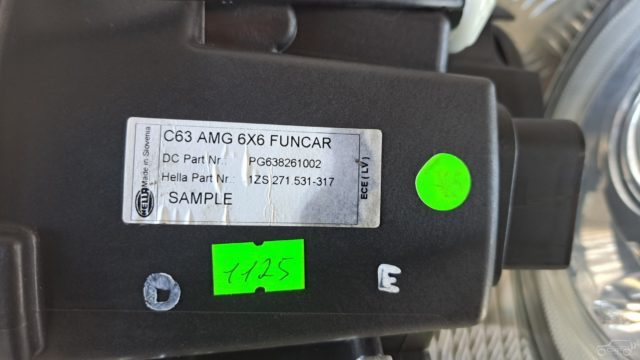 C63 AMG 6X6 FUNCAR
DC Part Nr.: PG638261002
Hella Part Nr.: 1ZS 271.531-317
SAMPLE
HELLA
Made in Slovenia
ECE ( LV )
1125
D
E